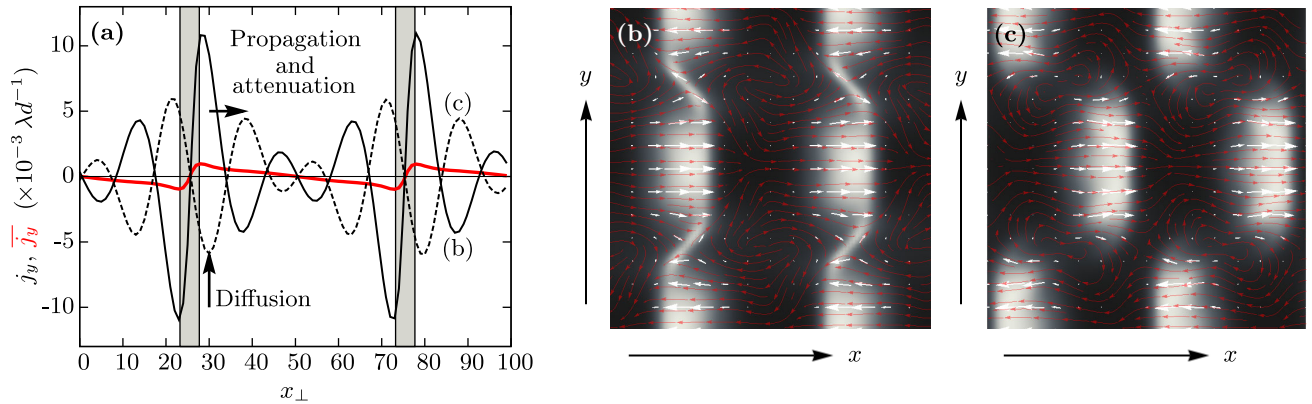 (a)
Propagation
and
attenuation
(c)
(b)
Diffusion
10
5
0
-5
-10
j_y, \overline{j_y} (×10⁻³ λd⁻¹)
0 10 20 30 40 50 60 70 80 90 100
x⊥
(b)
y
x
(c)
y
x